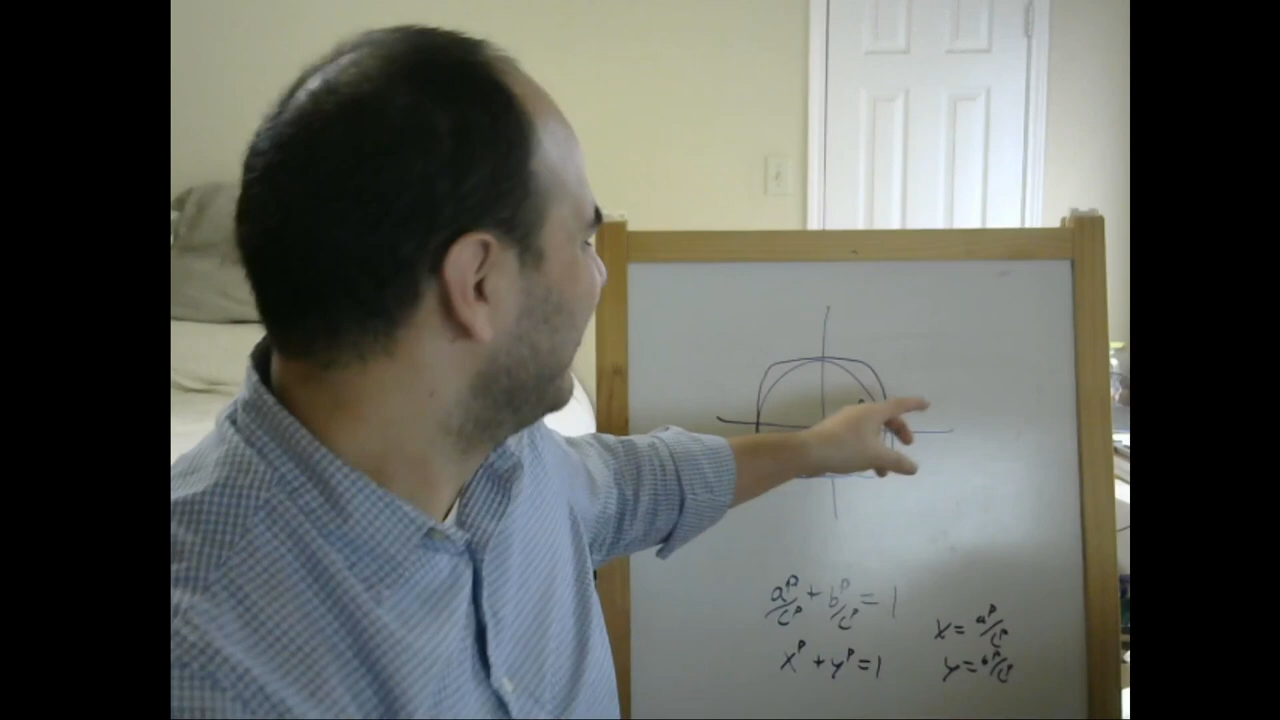 a^p/c^p + b^p/c^p = 1
x^p + y^p = 1
x = a^p/c^p
y = b^p/c^p